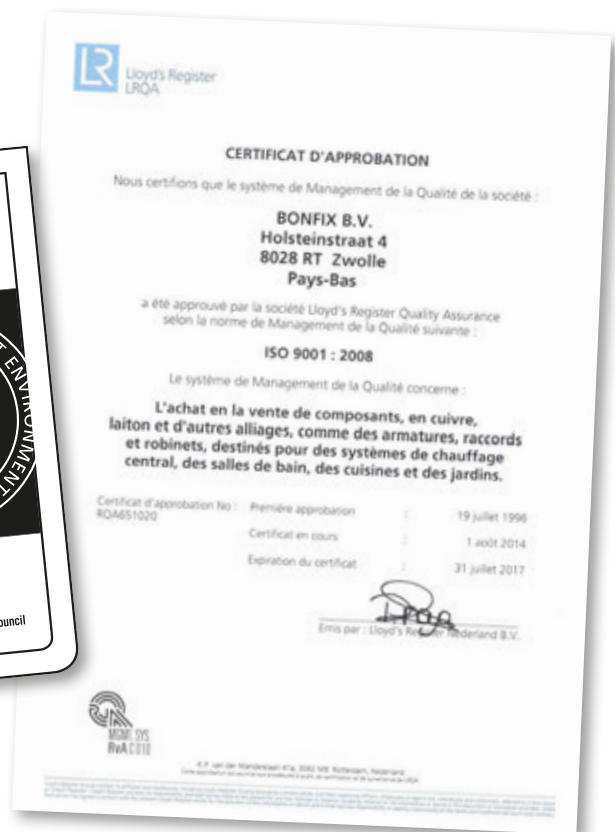 Lloyd's Register
LRQA
CERTIFICAT D'APPROBATION
Nous certifions que le système de Management de la Qualité de la société :
BONFIX B.V.
Holsteinstraat 4
8028 RT Zwolle
Pays-Bas
a été approuvé par la société Lloyd's Register Quality Assurance
selon la norme de Management de la Qualité suivante :
ISO 9001 : 2008
Le système de Management de la Qualité concerne :
L'achat en la vente de composants, en cuivre,
laiton et d'autres alliages, comme des armatures, raccords
et robinets, destinés pour des systèmes de chauffage
central, des salles de bain, des cuisines et des jardins.
Certificat d'approbation No : Première approbation : 19 juillet 1996
RQA651020
Certificat en cours : 1 août 2014
Expiration du certificat : 31 juillet 2017
Emis par : Lloyd's Register Nederland B.V.
MGMT. SYS.
RvA C 010
ENVIRONMENT